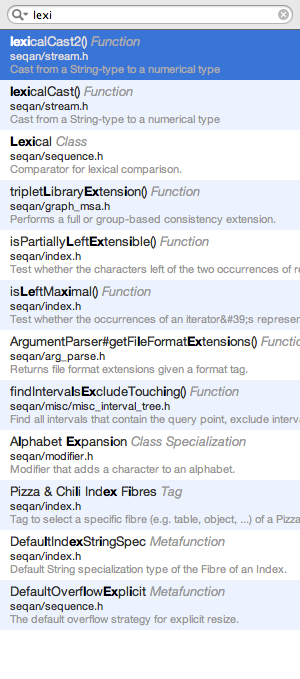 lexi
lexicalCast2() Function
seqan/stream.h
Cast from a String-type to a numerical type
lexicalCast() Function
seqan/stream.h
Cast from a String-type to a numerical type
Lexical Class
seqan/sequence.h
Comparator for lexical comparison.
tripletLibraryExtension() Function
seqan/graph_msa.h
Performs a full or group-based consistency extension.
isPartiallyLeftExtensible() Function
seqan/index.h
Test whether the characters left of the two occurrences of re
isLeftMaximal() Function
seqan/index.h
Test whether the occurrences of an iterator&#39;s represen
ArgumentParser#getFileFormatExtensions() Functio
seqan/arg_parse.h
Returns file format extensions given a format tag.
findIntervalsExcludeTouching() Function
seqan/misc/misc_interval_tree.h
Find all intervals that contain the query point, exclude interva
Alphabet Expansion Class Specialization
seqan/modifier.h
Modifier that adds a character to an alphabet.
Pizza & Chili Index Fibres Tag
seqan/index.h
Tag to select a specific fibre (e.g. table, object, ...) of a Pizza
DefaultIndexStringSpec Metafunction
seqan/index.h
Default String specialization type of the Fibre of an Index.
DefaultOverflowExplicit Metafunction
seqan/sequence.h
The default overflow strategy for explicit resize.